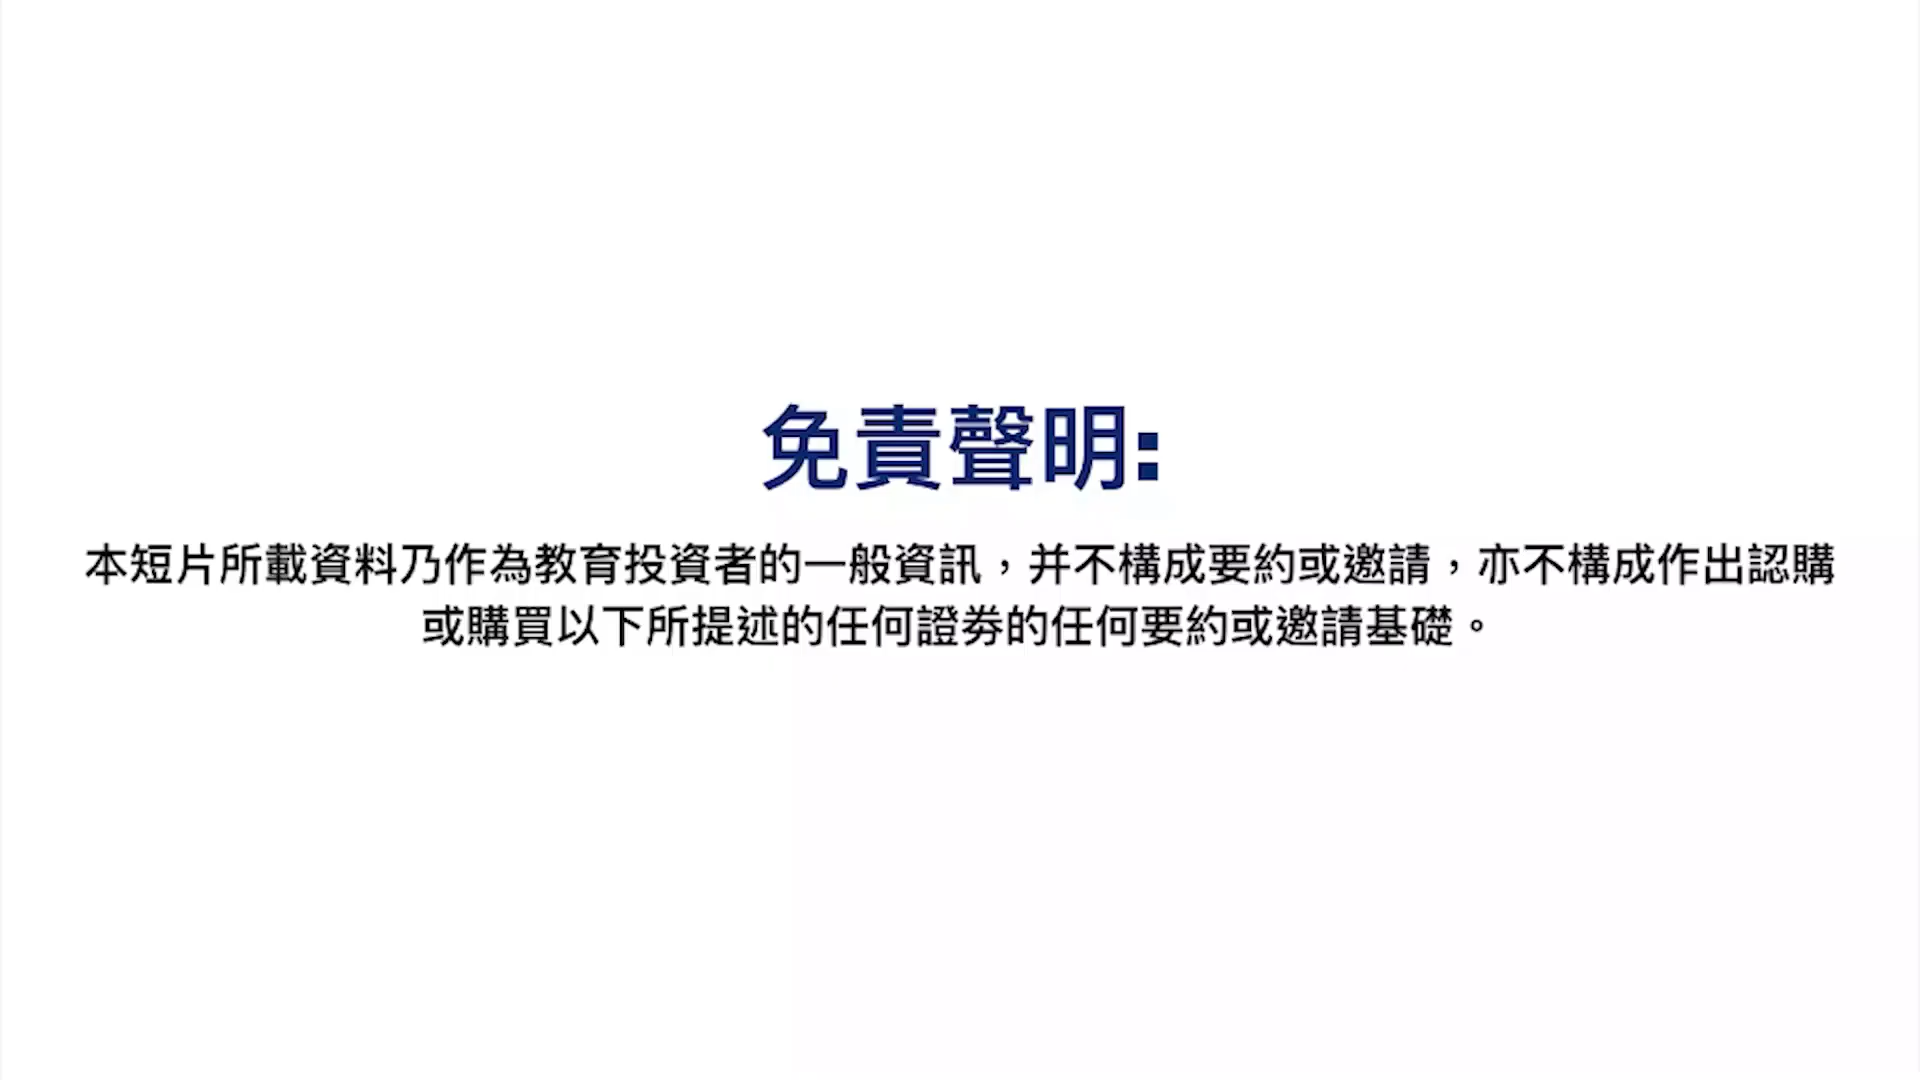 免責聲明:
本短片所載資料乃作為教育投資者的一般資訊，并不構成要約或邀請，亦不構成作出認購
或購買以下所提述的任何證券的任何要約或邀請基礎。